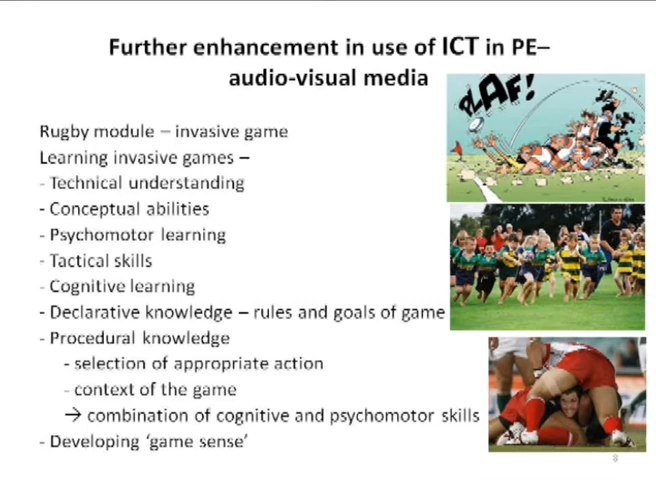 Further enhancement in use of ICT in PE–
audio-visual media
PLAF!
Rugby module – invasive game
Learning invasive games –
- Technical understanding
- Conceptual abilities
- Psychomotor learning
- Tactical skills
- Cognitive learning
- Declarative knowledge – rules and goals of game
- Procedural knowledge
- selection of appropriate action
- context of the game
→ combination of cognitive and psychomotor skills
- Developing ‘game sense’
8